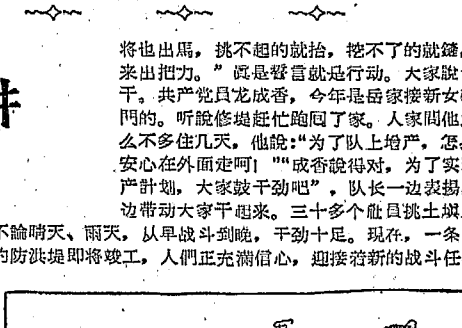 将也出馬，挑不起的就抬，挖不了的就
来出把力。”眞是誓言就是行动。大家說
干。共产党員龙成香，今年是岳家接新女
門的。听說修堤赶忙跑囘了家。人家問他
么不多住几天，他說：“为了队上增产，怎
安心在外面走呵！”“成香說得对，为了实
产計划，大家鼓干劲吧”，队长一边表揚
边带动大家干起来。三十多个社員挑土填
不論晴天、雨天，从早战斗到晚，干劲十足。現在，一条
的防洪堤即将竣工，人們正充滿信心，迎接着新的战斗任